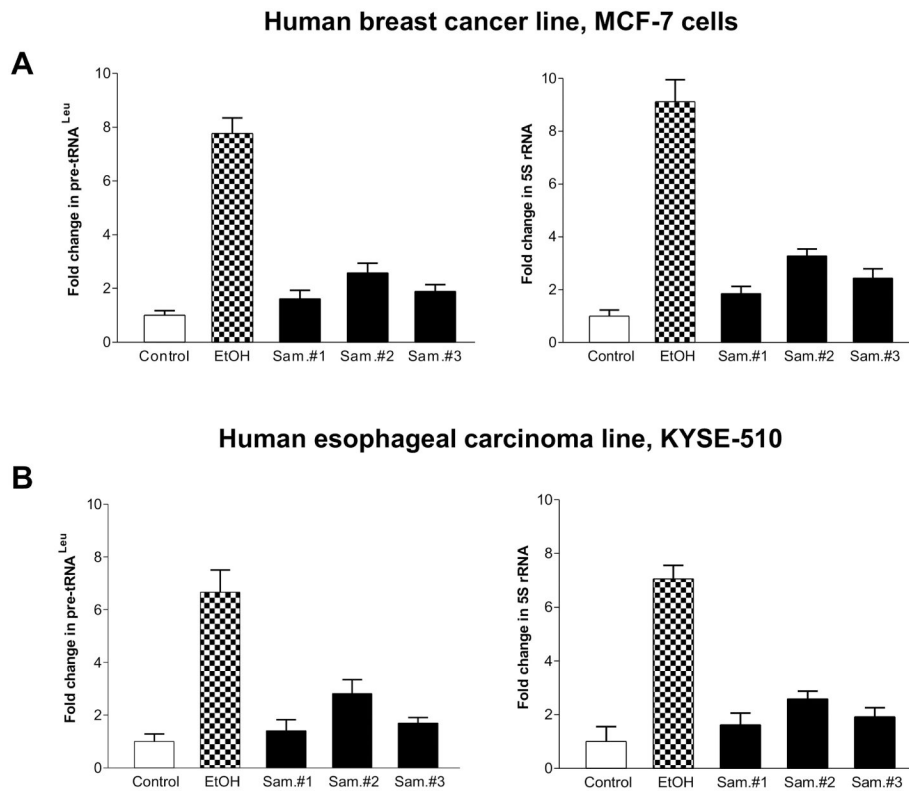 Human breast cancer line, MCF-7 cells
A
Fold change in pre-tRNA Leu
10
8
6
4
2
0
Control EtOH Sam.#1 Sam.#2 Sam.#3
Fold change in 5S rRNA
10
8
6
4
2
0
Control EtOH Sam.#1 Sam.#2 Sam.#3
Human esophageal carcinoma line, KYSE-510
B
Fold change in pre-tRNA Leu
10
8
6
4
2
0
Control EtOH Sam.#1 Sam.#2 Sam.#3
Fold change in 5S rRNA
10
8
6
4
2
0
Control EtOH Sam.#1 Sam.#2 Sam.#3